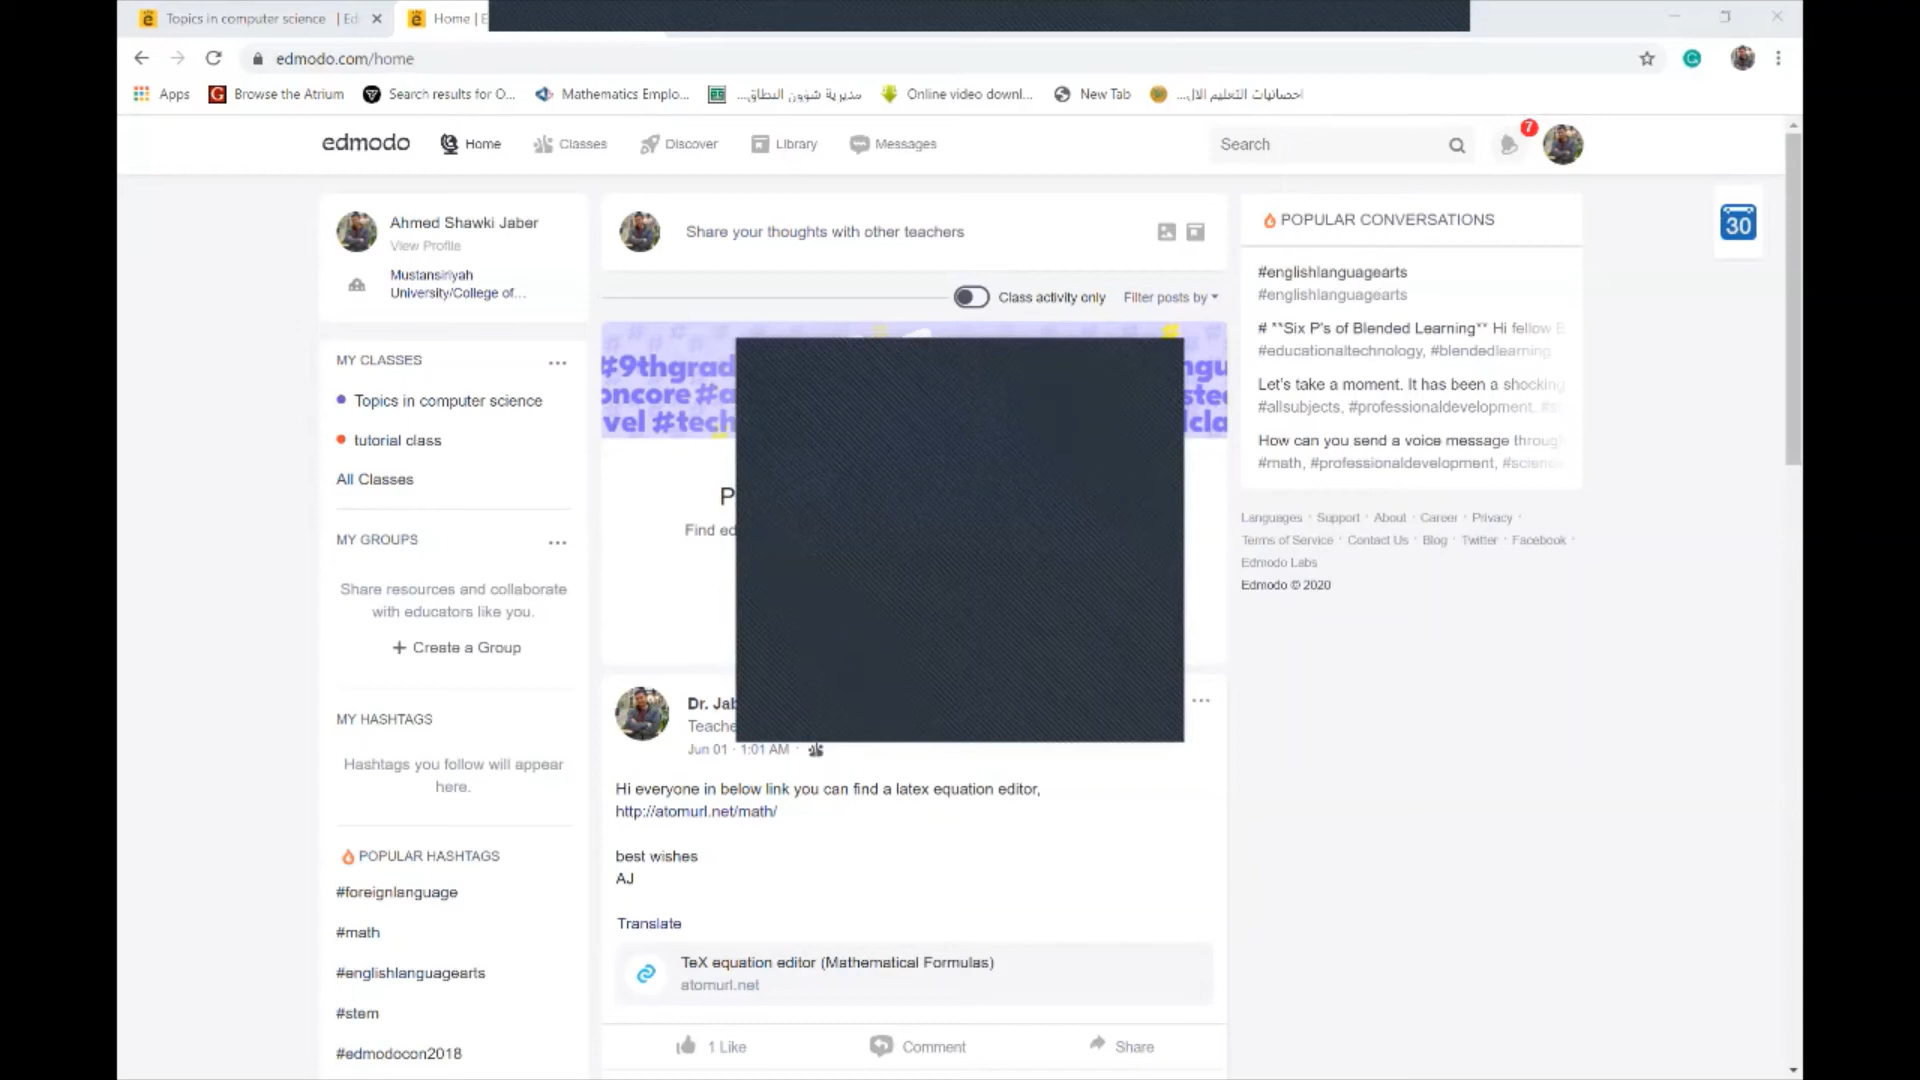 Topics in computer science | Ed
Home | E
edmodo.com/home
Apps
Browse the Atrium
Search results for O...
Mathematics Emplo...
مديرية شؤون البطاق...
Online video downl...
New Tab
احصائيات التعليم الال...
edmodo
Home
Classes
Discover
Library
Messages
Search
7
Ahmed Shawki Jaber
View Profile
Mustansiriyah
University/College of...
MY CLASSES
Topics in computer science
tutorial class
All Classes
MY GROUPS
Share resources and collaborate
with educators like you.
+ Create a Group
MY HASHTAGS
Hashtags you follow will appear
here.
POPULAR HASHTAGS
#foreignlanguage
#math
#englishlanguagearts
#stem
#edmodocon2018
Share your thoughts with other teachers
Class activity only
Filter posts by
#9thgrad
oncore #a
vel #tech
Find
Dr.
Jun 01 · 1:01 AM ·
Hi everyone in below link you can find a latex equation editor,
http://atomurl.net/math/
best wishes
AJ
Translate
TeX equation editor (Mathematical Formulas)
atomurl.net
1 Like
Comment
Share
POPULAR CONVERSATIONS
#englishlanguagearts
#englishlanguagearts
# **Six P's of Blended Learning** Hi fellow E
#educationaltechnology, #blendedlearning,
Let's take a moment. It has been a shocking
#allsubjects, #professionaldevelopment,
How can you send a voice message through
#math, #professionaldevelopment, #science
Languages · Support · About · Career · Privacy ·
Terms of Service · Contact Us · Blog · Twitter · Facebook ·
Edmodo Labs
Edmodo © 2020
30